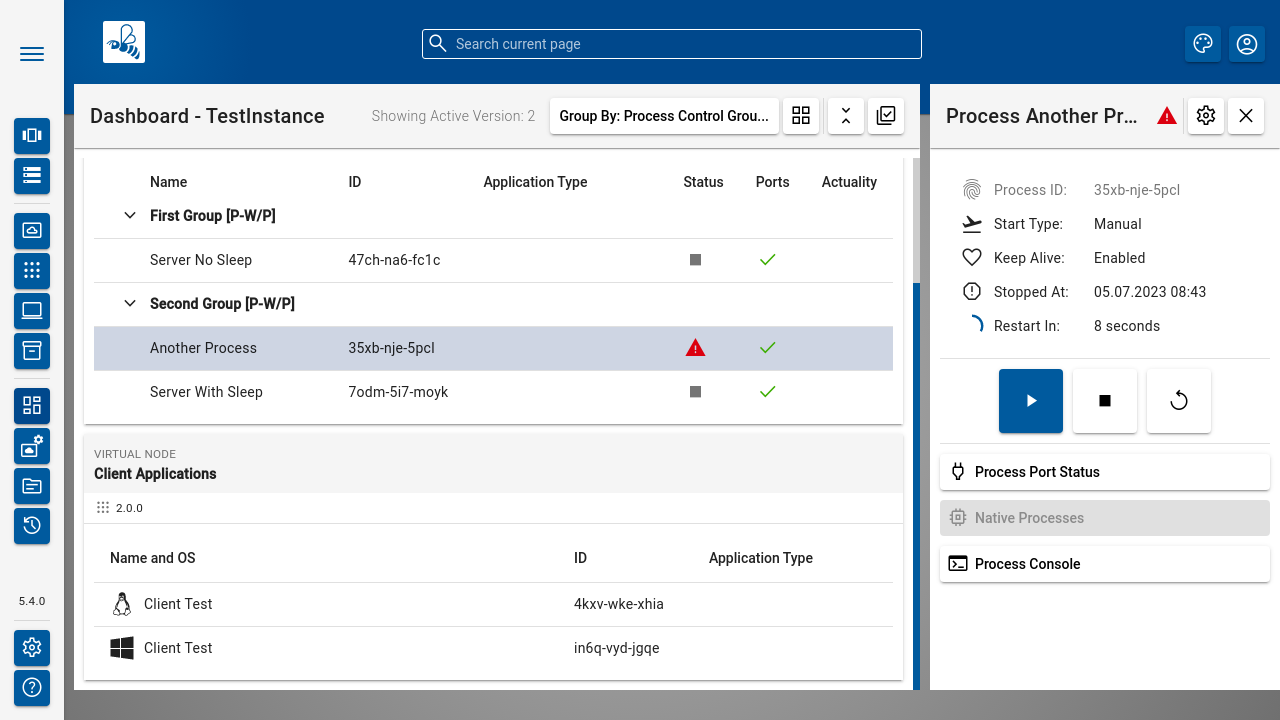 Search current page
Dashboard - TestInstance
Showing Active Version: 2
Group By: Process Control Grou...
Name ID Application Type Status Ports Actuality
First Group [P-W/P]
Server No Sleep 47ch-na6-fc1c
Second Group [P-W/P]
Another Process 35xb-nje-5pcl
Server With Sleep 7odm-5i7-moyk
VIRTUAL NODE
Client Applications
2.0.0
Name and OS ID Application Type
Client Test 4kxv-wke-xhia
Client Test in6q-vyd-jgqe
Process Another Pr...
Process ID: 35xb-nje-5pcl
Start Type: Manual
Keep Alive: Enabled
Stopped At: 05.07.2023 08:43
Restart In: 8 seconds
Process Port Status
Native Processes
Process Console
5.4.0